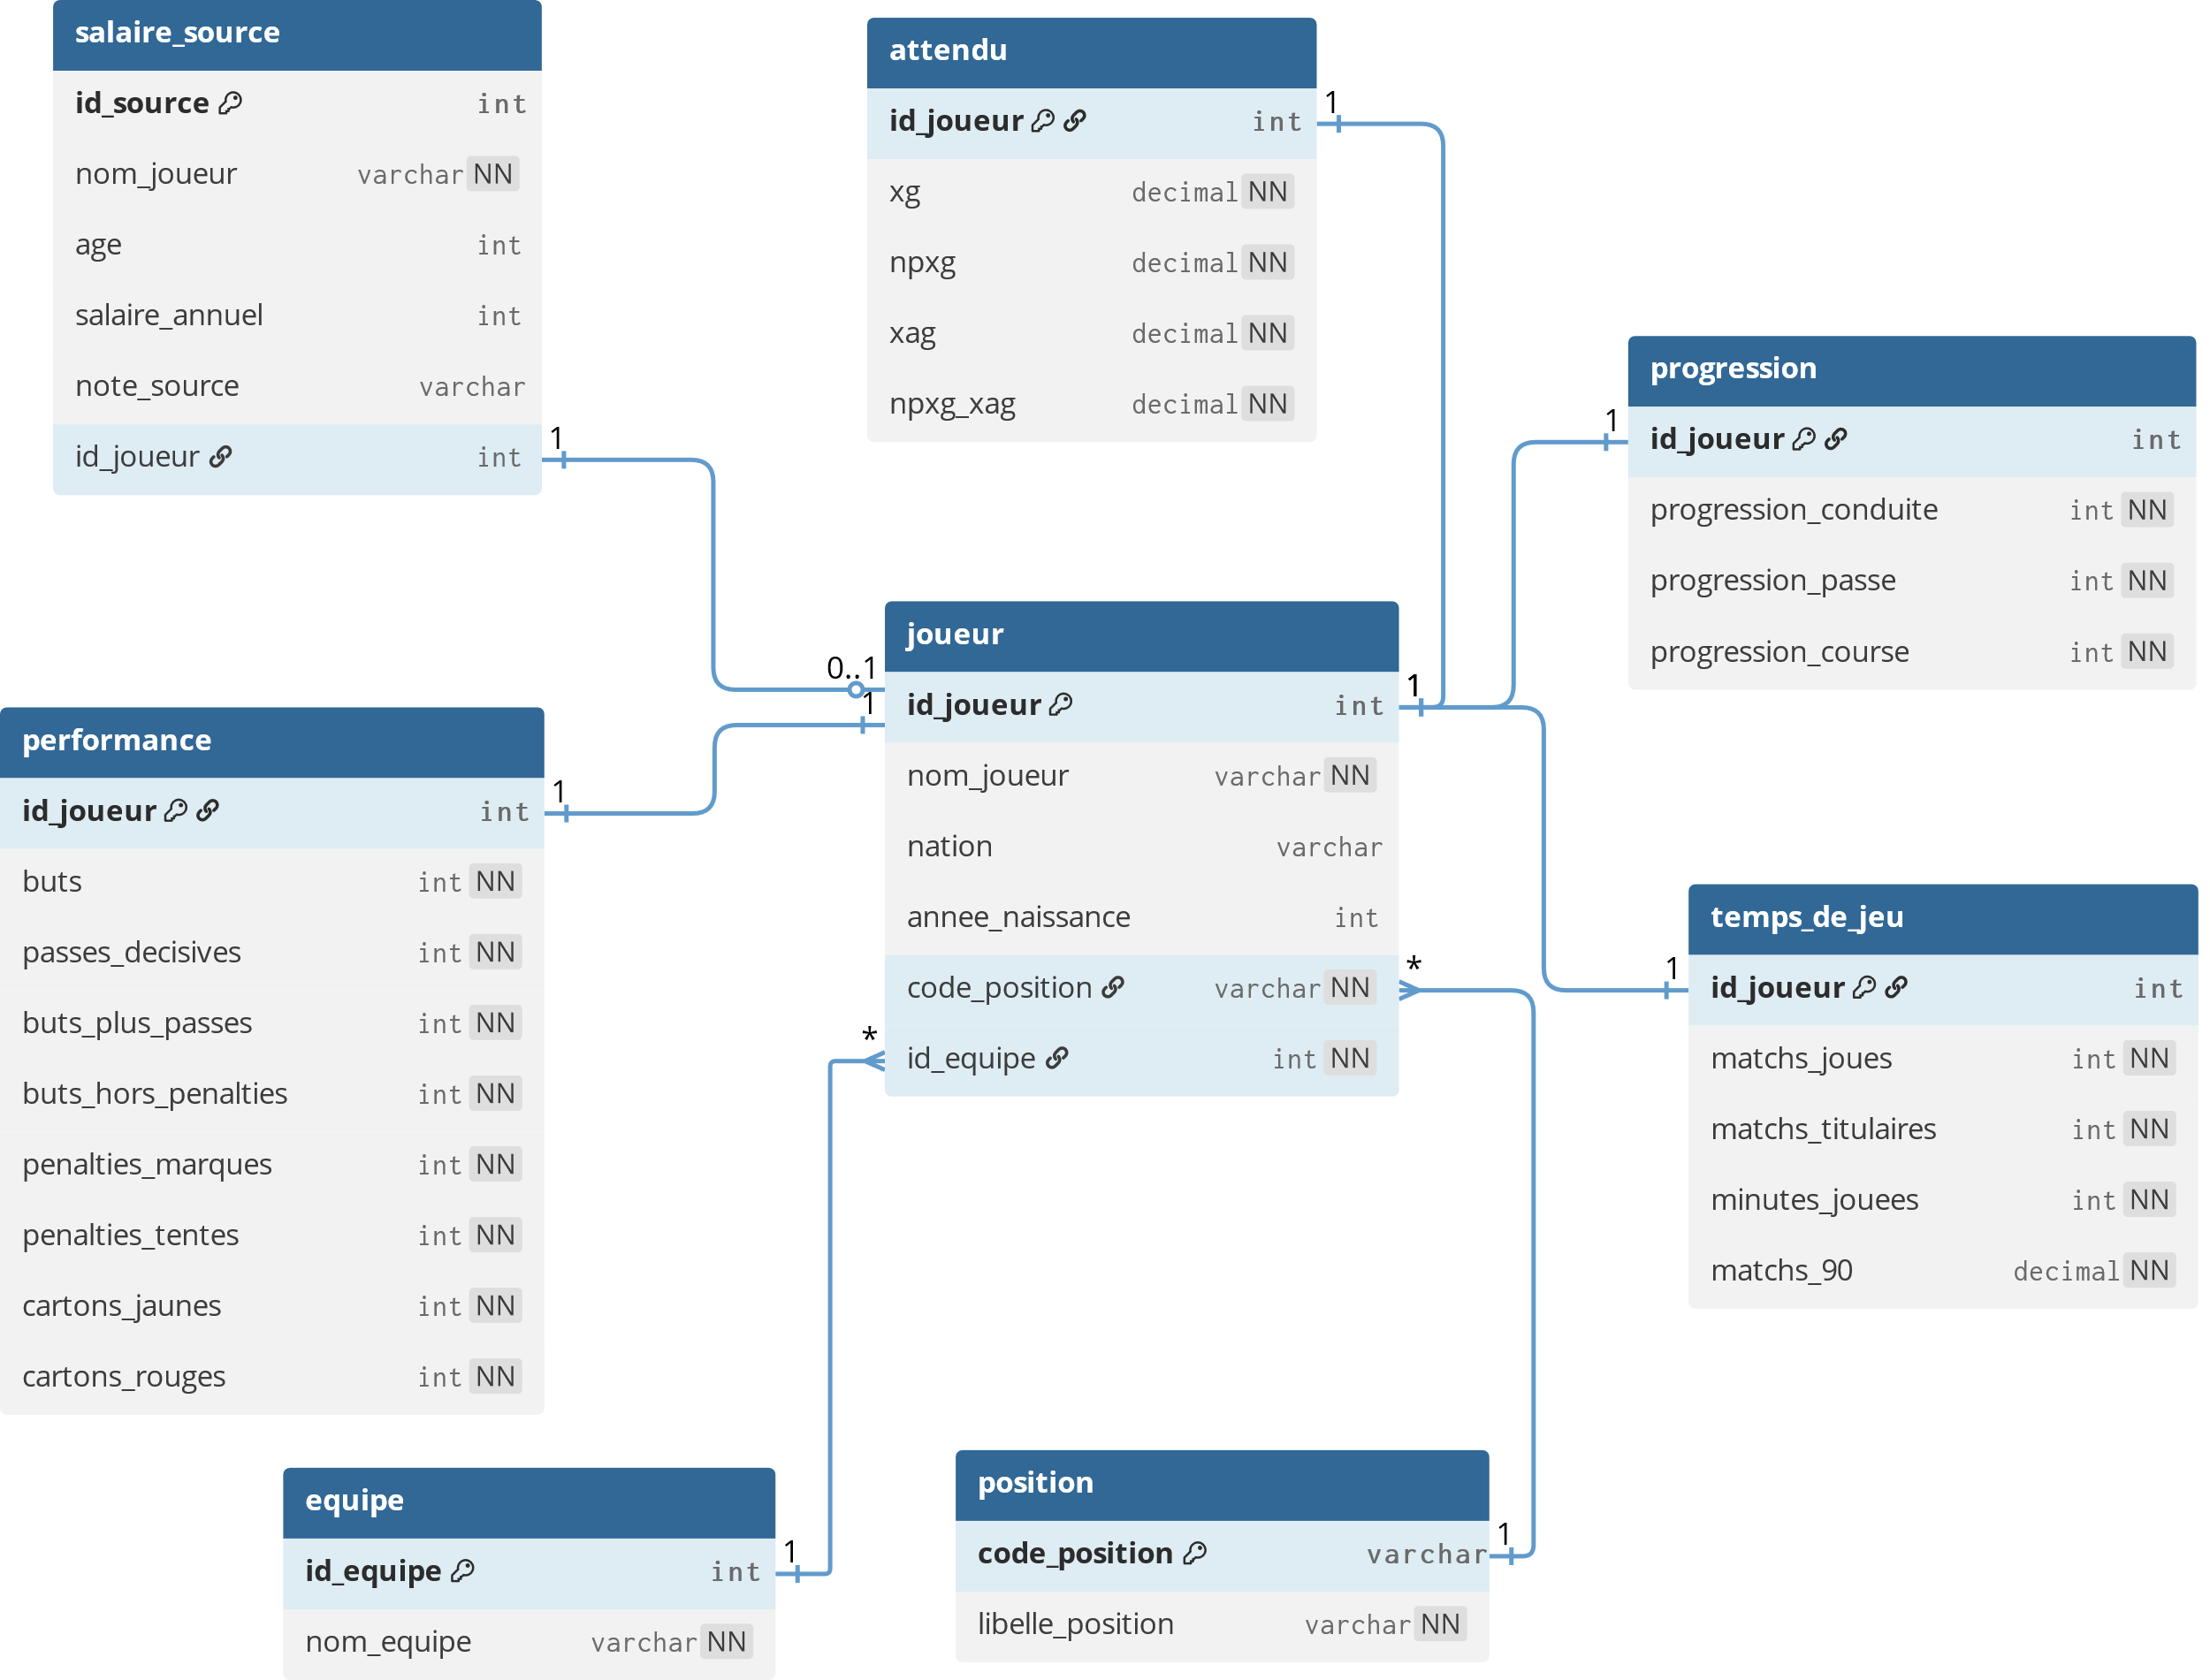 salaire_source
id_source int
nom_joueur varchar NN
age int
salaire_annuel int
note_source varchar
id_joueur int
1
attendu
id_joueur int
1
xg decimal NN
npxg decimal NN
xag decimal NN
npxg_xag decimal NN
progression
1
id_joueur int
progression_conduite int NN
progression_passe int NN
progression_course int NN
joueur
0..1
1
id_joueur int
1
nom_joueur varchar NN
nation varchar
annee_naissance int
code_position varchar NN
*
id_equipe int NN
*
performance
id_joueur int
1
buts int NN
passes_decisives int NN
buts_plus_passes int NN
buts_hors_penalties int NN
penalties_marques int NN
penalties_tentes int NN
cartons_jaunes int NN
cartons_rouges int NN
temps_de_jeu
1
id_joueur int
matchs_joues int NN
matchs_titulaires int NN
minutes_jouees int NN
matchs_90 decimal NN
equipe
id_equipe int
1
nom_equipe varchar NN
position
code_position varchar
1
libelle_position varchar NN